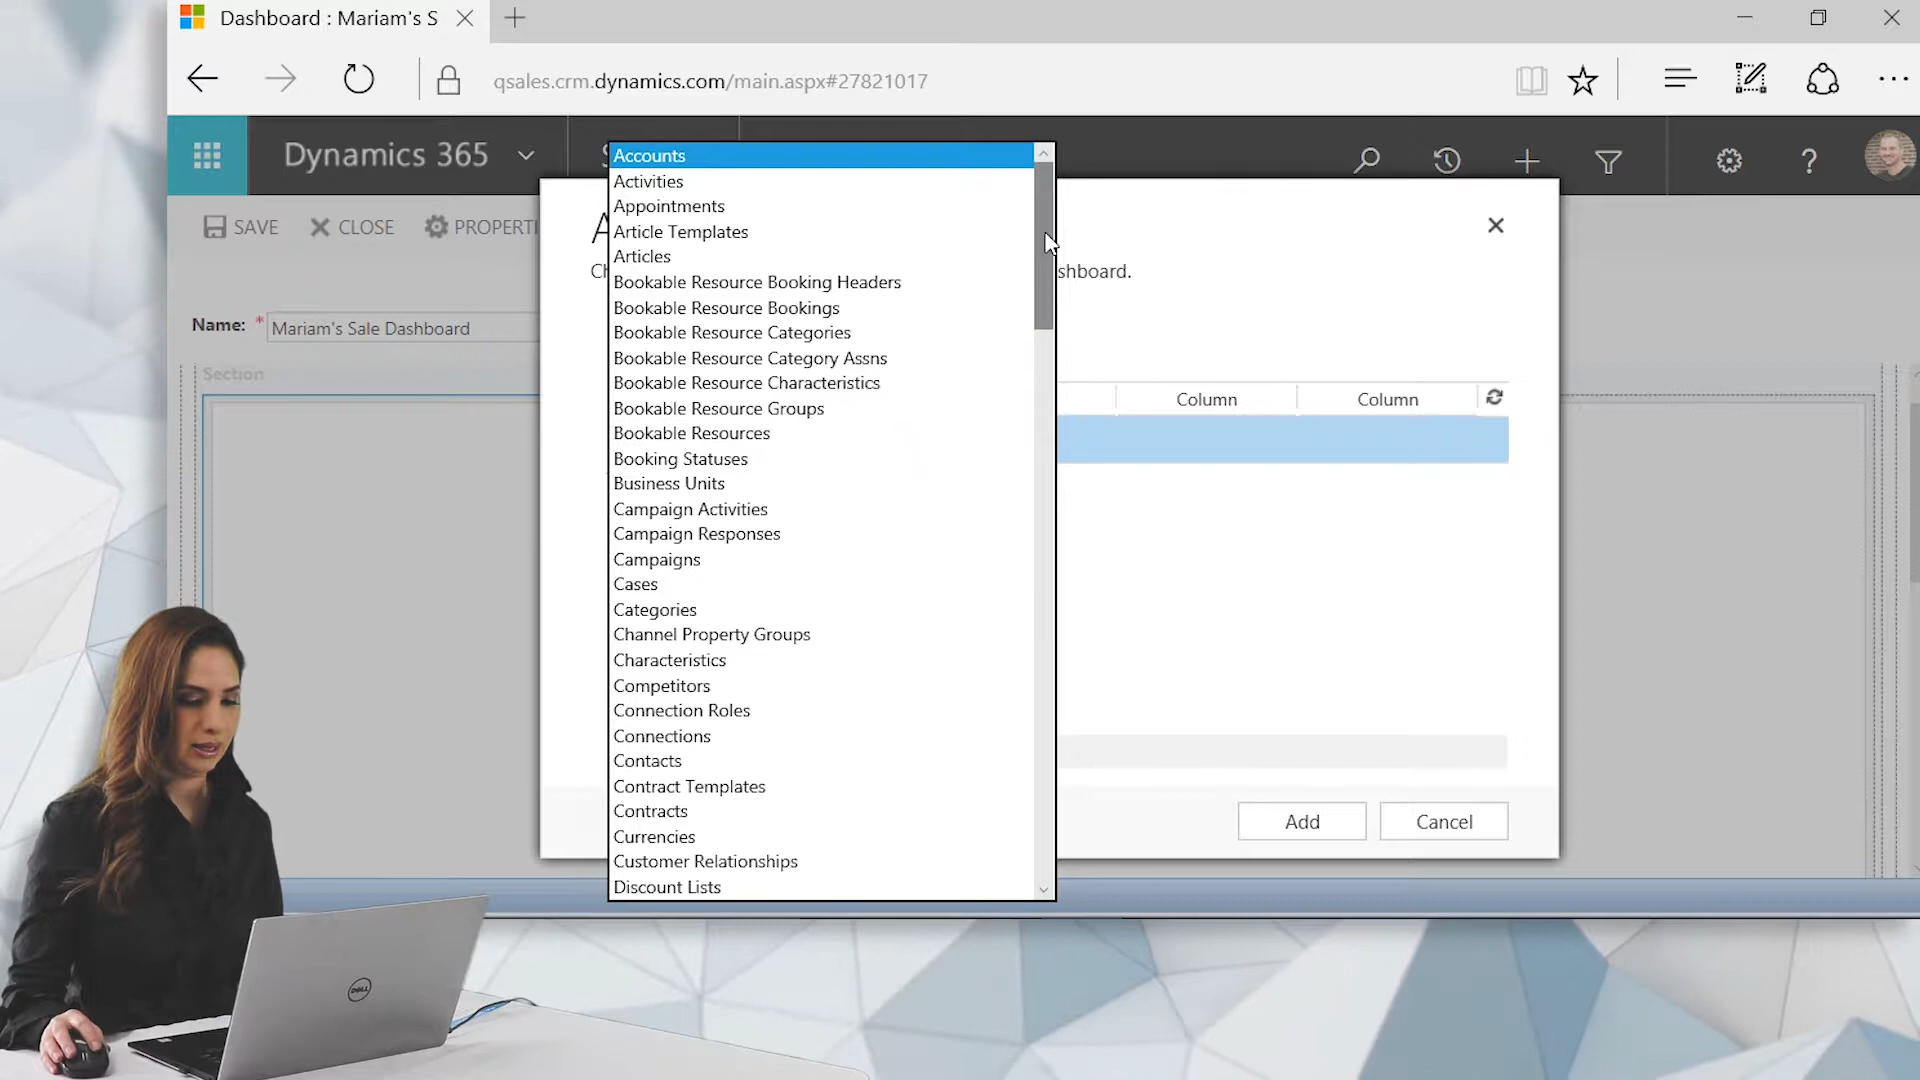 Dashboard : Mariam's S
qsales.crm.dynamics.com/main.aspx#27821017
Dynamics 365
SAVE
CLOSE
PROPERTI
Name: *
Mariam's Sale Dashboard
Section
Accounts
Activities
Appointments
Article Templates
Articles
Bookable Resource Booking Headers
Bookable Resource Bookings
Bookable Resource Categories
Bookable Resource Category Assns
Bookable Resource Characteristics
Bookable Resource Groups
Bookable Resources
Booking Statuses
Business Units
Campaign Activities
Campaign Responses
Campaigns
Cases
Categories
Channel Property Groups
Characteristics
Competitors
Connection Roles
Connections
Contacts
Contract Templates
Contracts
Currencies
Customer Relationships
Discount Lists
shboard.
Column
Column
Add
Cancel
DELL